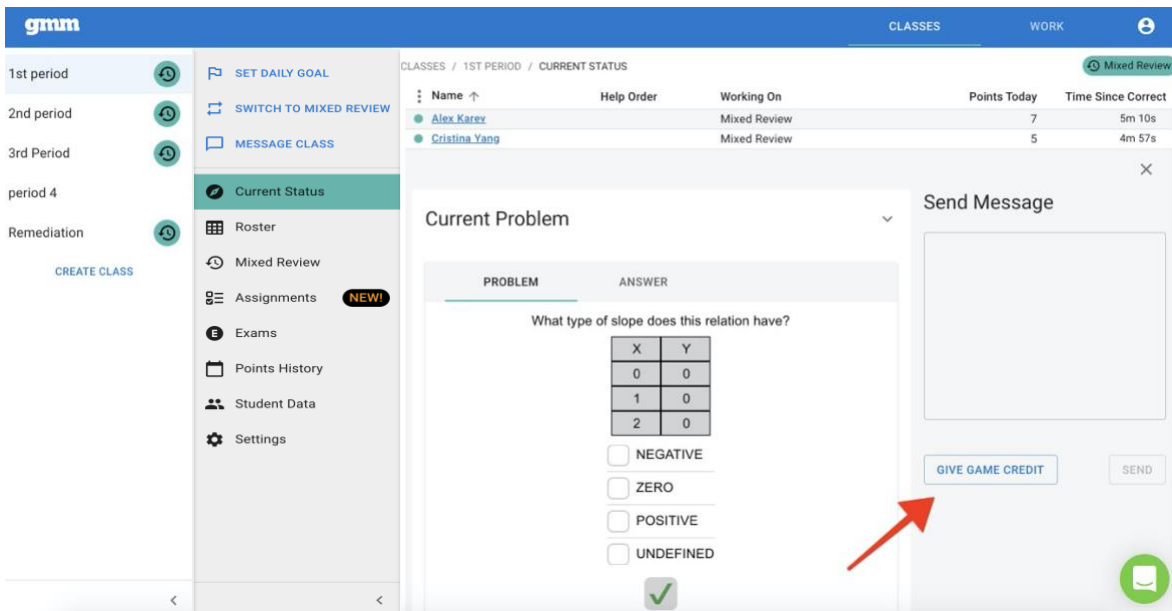 gmm
CLASSES
WORK
1st period
2nd period
3rd Period
period 4
Remediation
CREATE CLASS
SET DAILY GOAL
SWITCH TO MIXED REVIEW
MESSAGE CLASS
Current Status
Roster
Mixed Review
Assignments NEW!
E Exams
Points History
Student Data
Settings
CLASSES / 1ST PERIOD / CURRENT STATUS
Mixed Review
Name Help Order Working On Points Today Time Since Correct
Alex Karev Mixed Review 7 5m 10s
Cristina Yang Mixed Review 5 4m 57s
Current Problem
PROBLEM ANSWER
What type of slope does this relation have?
X Y
0 0
1 0
2 0
NEGATIVE
ZERO
POSITIVE
UNDEFINED
Send Message
GIVE GAME CREDIT SEND